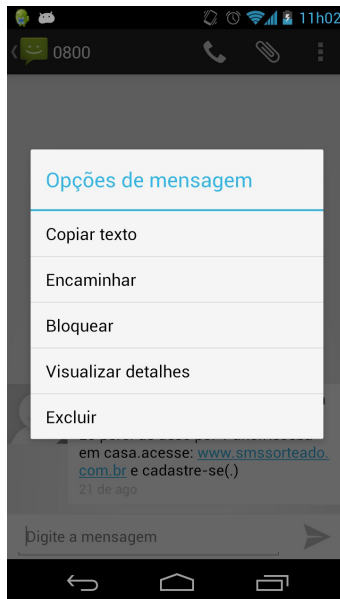 11h02
0800
Opções de mensagem
Copiar texto
Encaminhar
Bloquear
Visualizar detalhes
Excluir
em casa.acesse: www.smssorteado.
com.br e cadastre-se(.)
21 de ago
Digite a mensagem